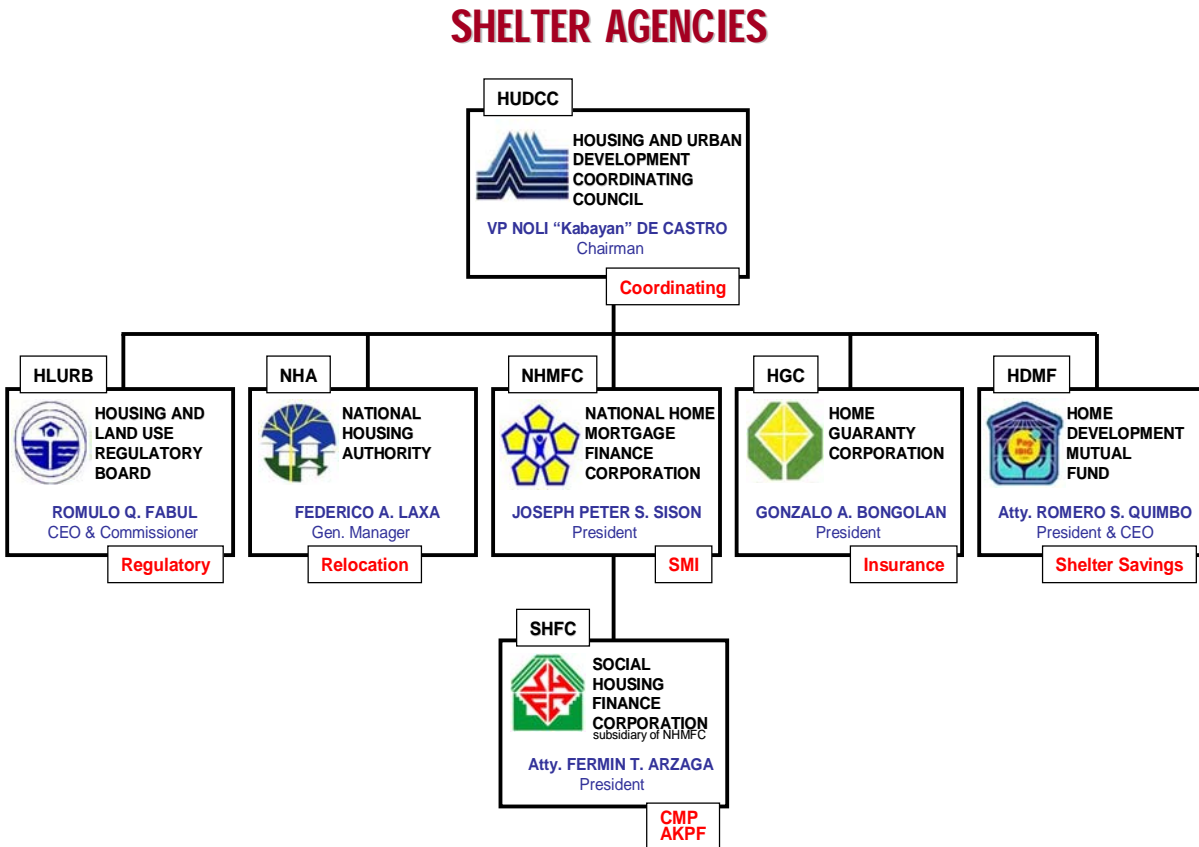 SHELTER AGENCIES
HUDCC
HOUSING AND URBAN
DEVELOPMENT
COORDINATING
COUNCIL
VP NOLI “Kabayan” DE CASTRO
Chairman
Coordinating
HLURB
HOUSING AND
LAND USE
REGULATORY
BOARD
ROMULO Q. FABUL
CEO & Commissioner
Regulatory
NHA
NATIONAL
HOUSING
AUTHORITY
FEDERICO A. LAXA
Gen. Manager
Relocation
NHMFC
NATIONAL HOME
MORTGAGE
FINANCE
CORPORATION
JOSEPH PETER S. SISON
President
SMI
HGC
HOME
GUARANTY
CORPORATION
GONZALO A. BONGOLAN
President
Insurance
HDMF
Pag
IBIG
HOME
DEVELOPMENT
MUTUAL
FUND
Atty. ROMERO S. QUIMBO
President & CEO
Shelter Savings
SHFC
SOCIAL
HOUSING
FINANCE
CORPORATION
subsidiary of NHMFC
Atty. FERMIN T. ARZAGA
President
CMP
AKPF